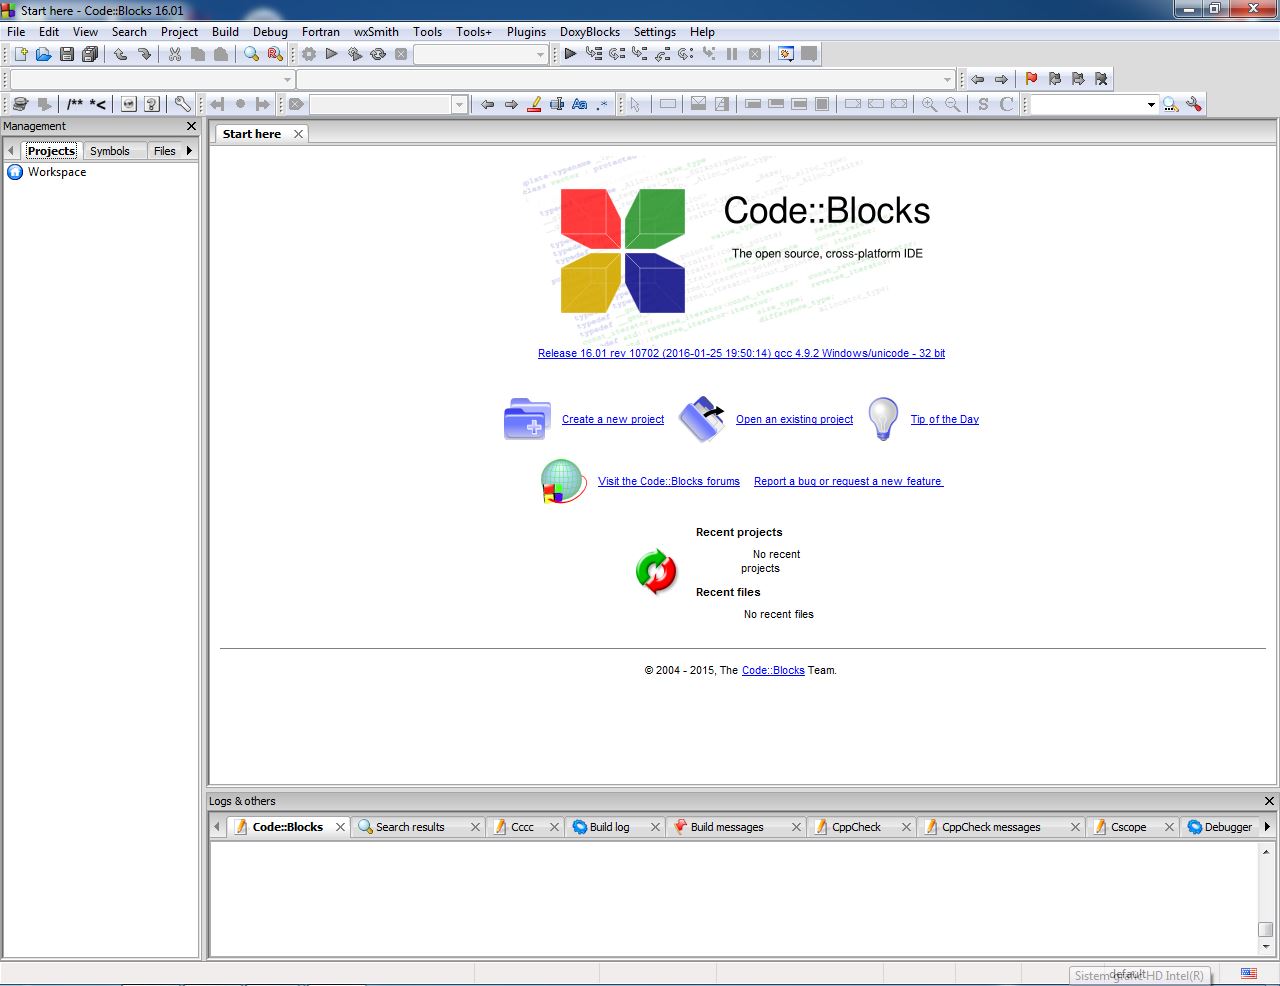 Start here - Code::Blocks 16.01
File Edit View Search Project Build Debug Fortran wxSmith Tools Tools+ Plugins DoxyBlocks Settings Help
/** *<
Aa .*
S C
Management
Projects Symbols Files
Workspace
Start here
Code::Blocks
The open source, cross-platform IDE
Release 16.01 rev 10702 (2016-01-25 19:50:14) gcc 4.9.2 Windows/unicode - 32 bit
Create a new project Open an existing project Tip of the Day
Visit the Code::Blocks forums Report a bug or request a new feature
Recent projects
No recent
projects
Recent files
No recent files
© 2004 - 2015, The Code::Blocks Team.
Logs & others
Code::Blocks Search results Cccc Build log Build messages CppCheck CppCheck messages Cscope Debugger
default
HD Intel(R)